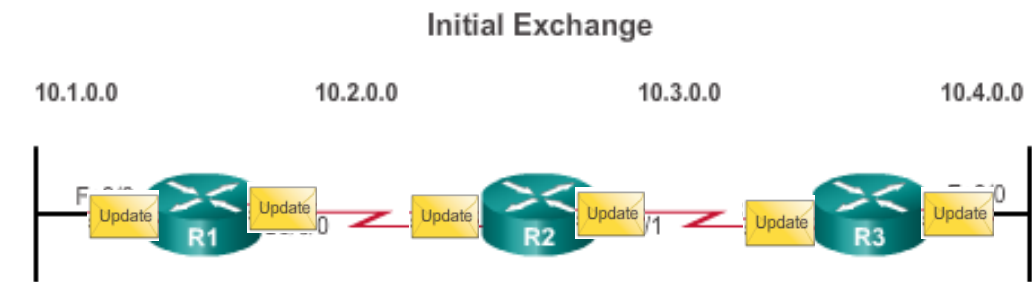 Initial Exchange
10.1.0.0 10.2.0.0 10.3.0.0 10.4.0.0
Update Update Update Update Update Update
R1 R2 R3